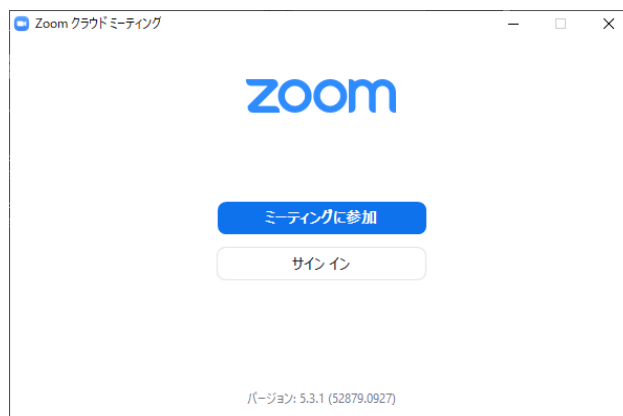 Zoom クラウド ミーティング
zoom
ミーティングに参加
サイン イン
バージョン: 5.3.1 (52879.0927)